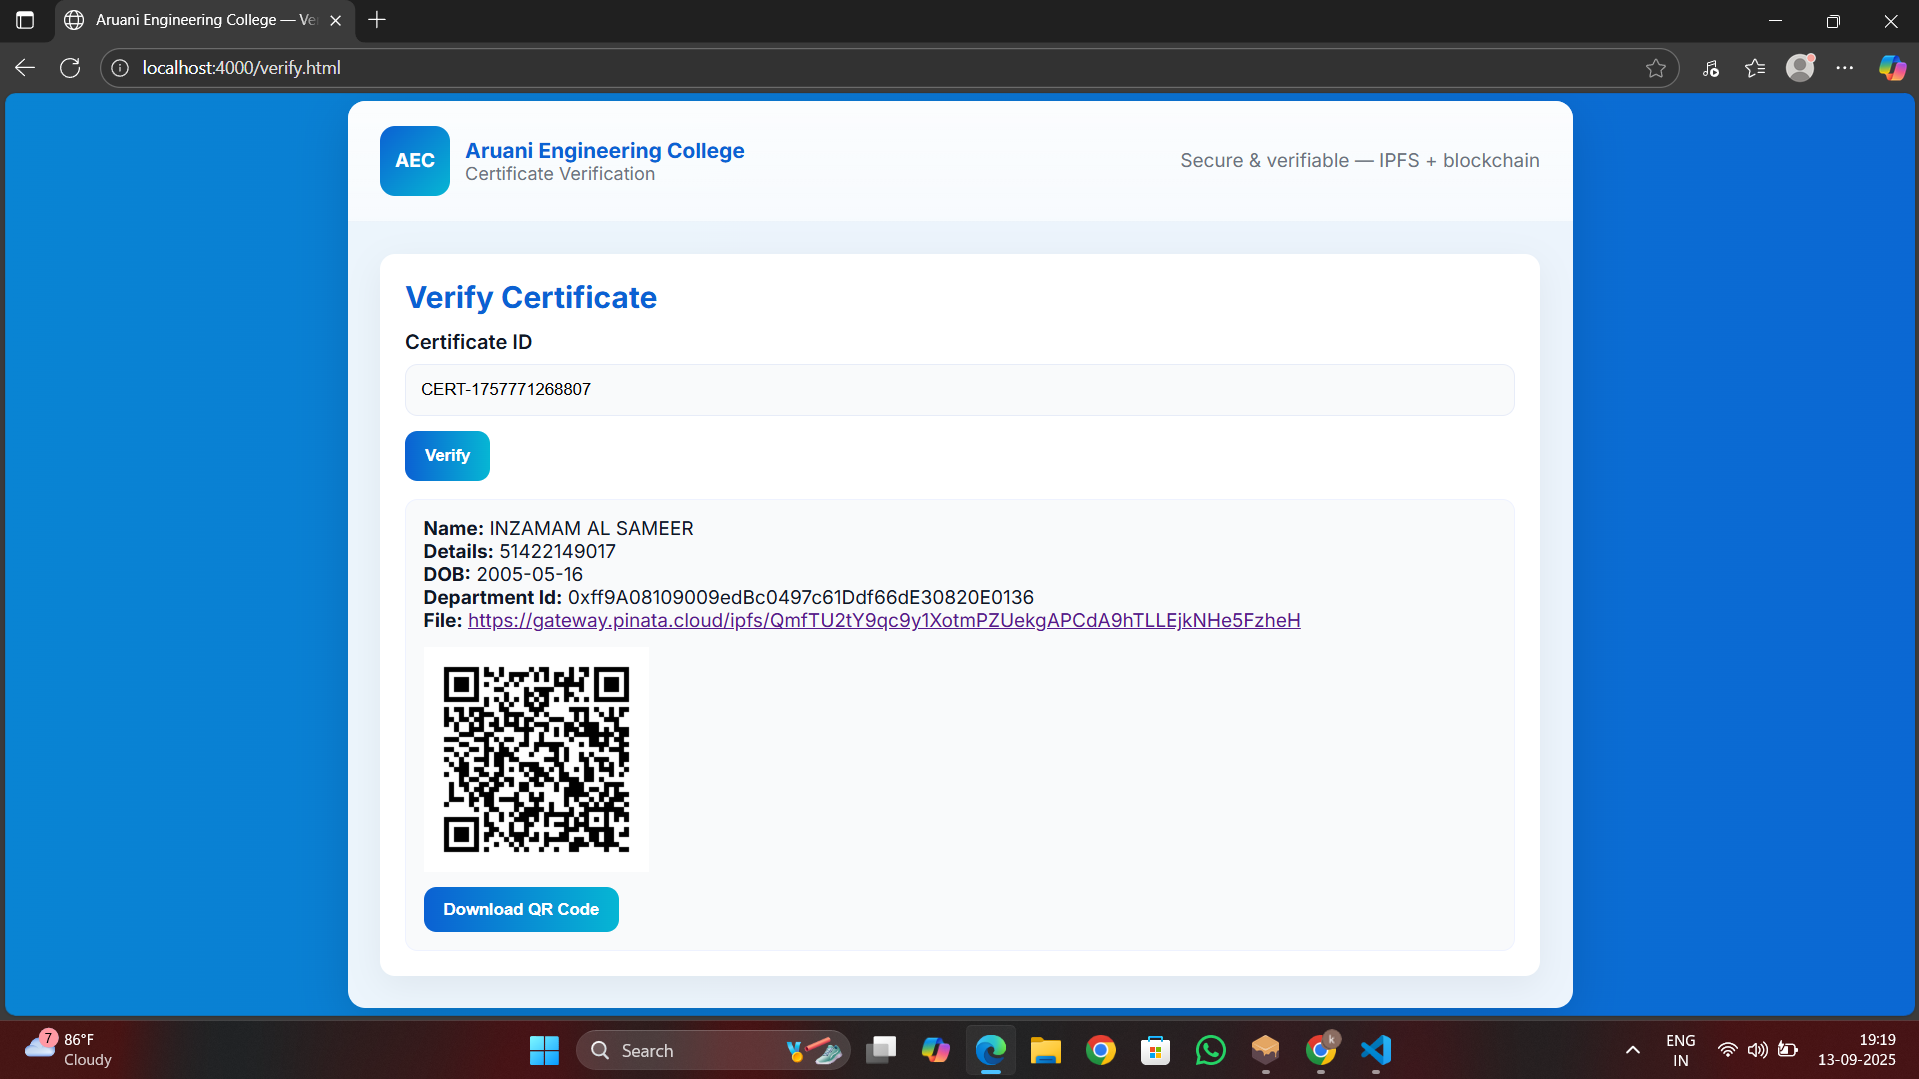 Aruani Engineering College — Ve
localhost:4000/verify.html
AEC
Aruani Engineering College
Certificate Verification
Secure & verifiable — IPFS + blockchain
Verify Certificate
Certificate ID
CERT-1757771268807
Verify
Name: INZAMAM AL SAMEER
Details: 51422149017
DOB: 2005-05-16
Department Id: 0xff9A08109009edBc0497c61Ddf66dE30820E0136
File: https://gateway.pinata.cloud/ipfs/QmfTU2tY9qc9y1XotmPZUekgAPCdA9hTLLEjkNHe5FzheH
Download QR Code
7
86°F
Cloudy
Search
k
ENG
IN
19:19
13-09-2025